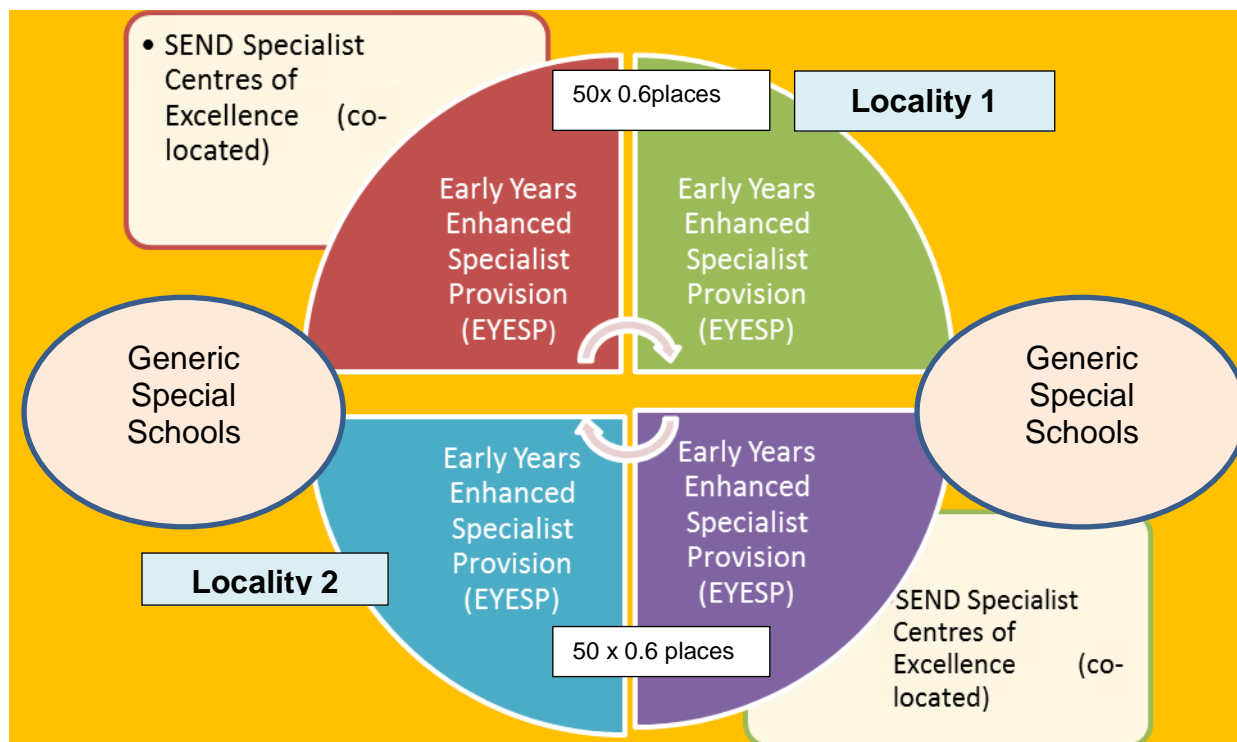 • SEND Specialist
Centres of
Excellence (co-
located)
50x 0.6places
Locality 1
Early Years
Enhanced
Specialist
Provision
(EYESP)
Early Years
Enhanced
Specialist
Provision
(EYESP)
Generic
Special
Schools
Generic
Special
Schools
Early Years
Enhanced
Specialist
Provision
(EYESP)
Early Years
Enhanced
Specialist
Provision
(EYESP)
Locality 2
SEND Specialist
Centres of
Excellence (co-
located)
50 x 0.6 places